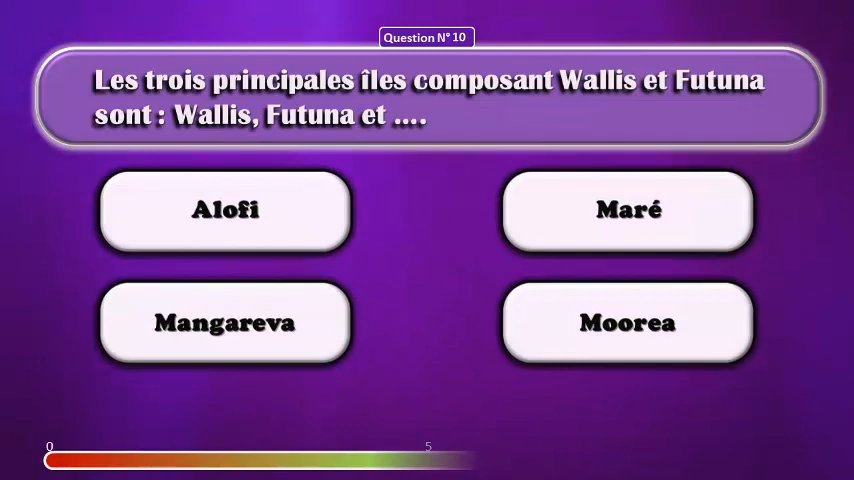 Question N° 10
Les trois principales îles composant Wallis et Futuna
sont : Wallis, Futuna et ....
Alofi
Maré
Mangareva
Moorea
0
5